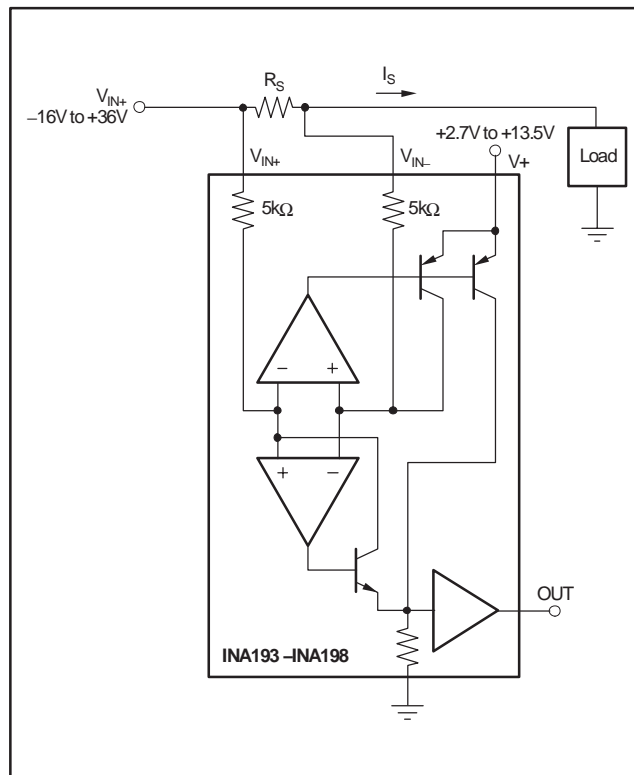 R_S
I_S
V_IN+
–16V to +36V
+2.7V to +13.5V
V+
Load
V_IN+
V_IN–
5kΩ
5kΩ
– +
+ –
OUT
INA193 –INA198